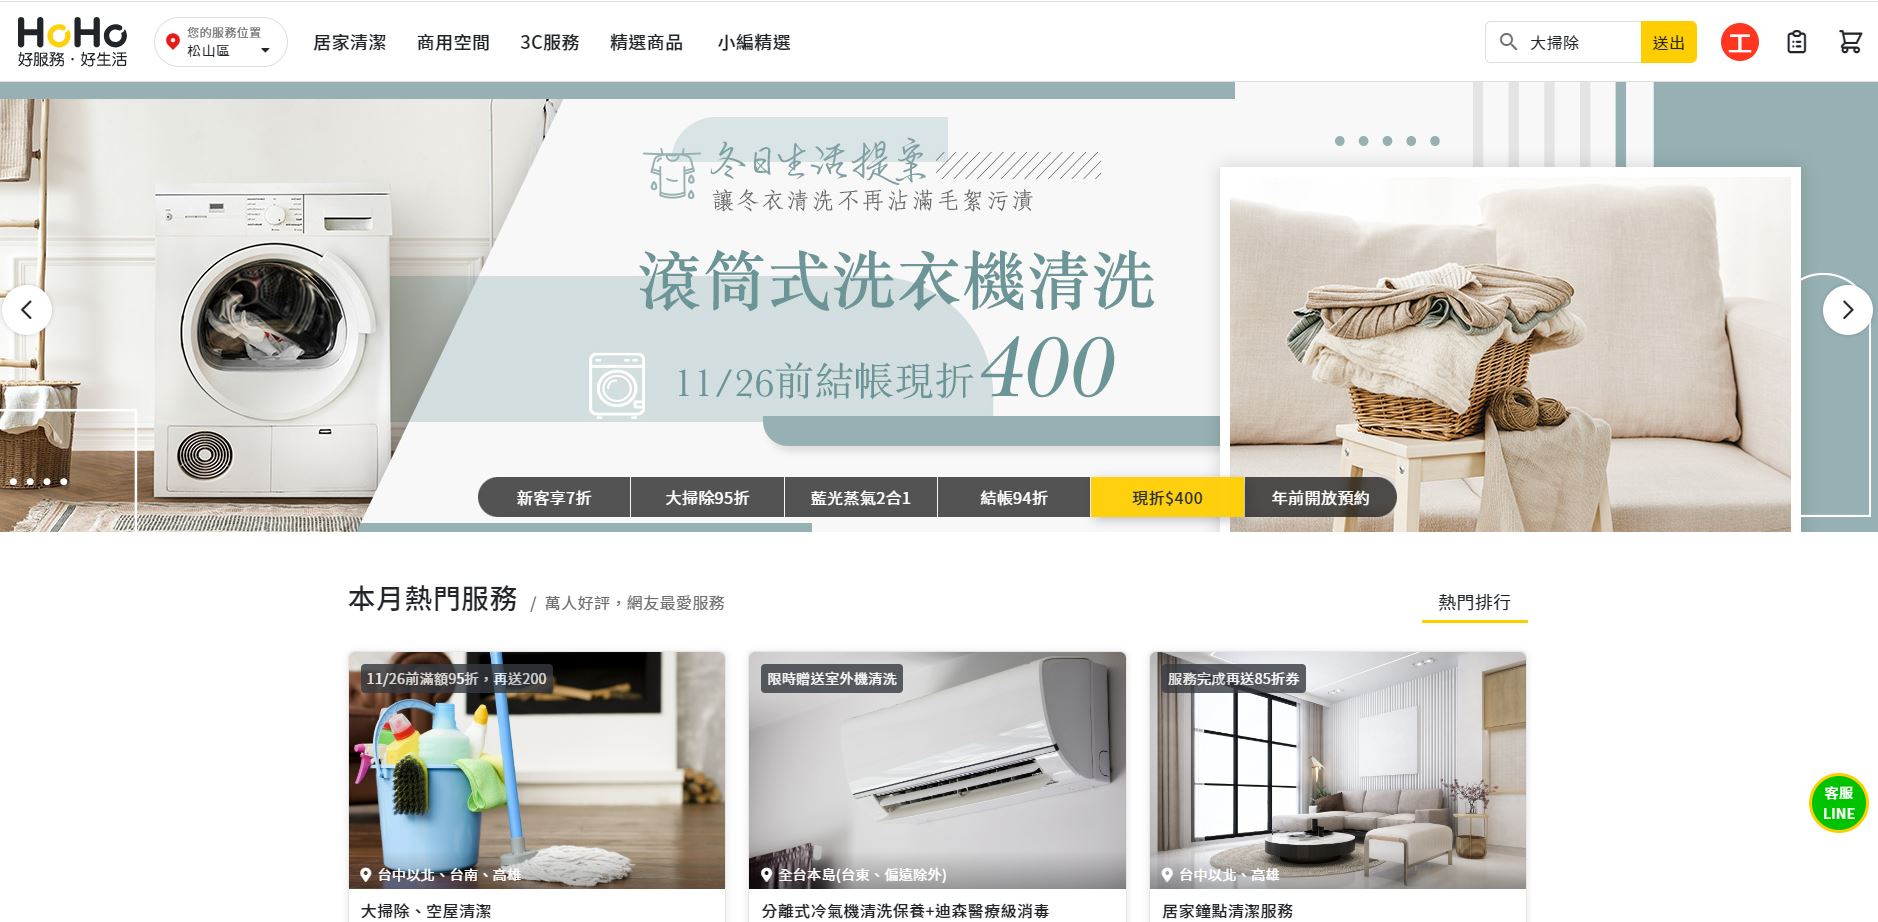 HoHo
好服務·好生活
您的服務位置
松山區
居家清潔
商用空間
3C服務
精選商品
小編精選
大掃除
送出
工
冬日生活提案
讓冬衣清洗不再沾滿毛絮污漬
滾筒式洗衣機清洗
11/26前結帳現折400
新客享7折
大掃除95折
藍光蒸氣2合1
結帳94折
現折$400
年前開放預約
本月熱門服務 / 萬人好評，網友最愛服務
熱門排行
11/26前滿額95折，再送200
限時贈送室外機清洗
服務完成再送85折券
台中以北、台南、高雄
全台本島(台東、偏遠除外)
台中以北、高雄
大掃除、空屋清潔
分離式冷氣機清洗保養+迪森醫療級消毒
居家鐘點清潔服務
客服
LINE